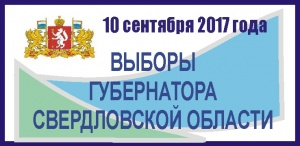 10 сентября 2017 года
ВЫБОРЫ
ГУБЕРНАТОРА
СВЕРДЛОВСКОЙ ОБЛАСТИ